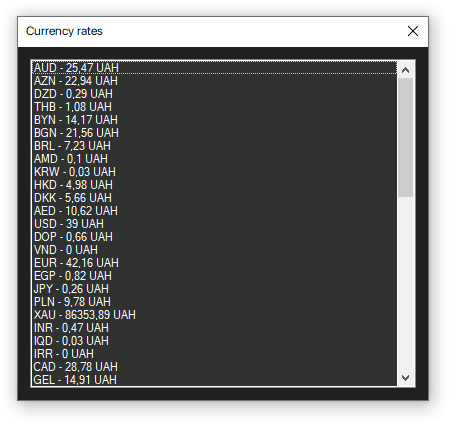 Currency rates
AUD - 25,47 UAH
AZN - 22,94 UAH
DZD - 0,29 UAH
THB - 1,08 UAH
BYN - 14,17 UAH
BGN - 21,56 UAH
BRL - 7,23 UAH
AMD - 0,1 UAH
KRW - 0,03 UAH
HKD - 4,98 UAH
DKK - 5,66 UAH
AED - 10,62 UAH
USD - 39 UAH
DOP - 0,66 UAH
VND - 0 UAH
EUR - 42,16 UAH
EGP - 0,82 UAH
JPY - 0,26 UAH
PLN - 9,78 UAH
XAU - 86353,89 UAH
INR - 0,47 UAH
IQD - 0,03 UAH
IRR - 0 UAH
CAD - 28,78 UAH
GEL - 14,91 UAH